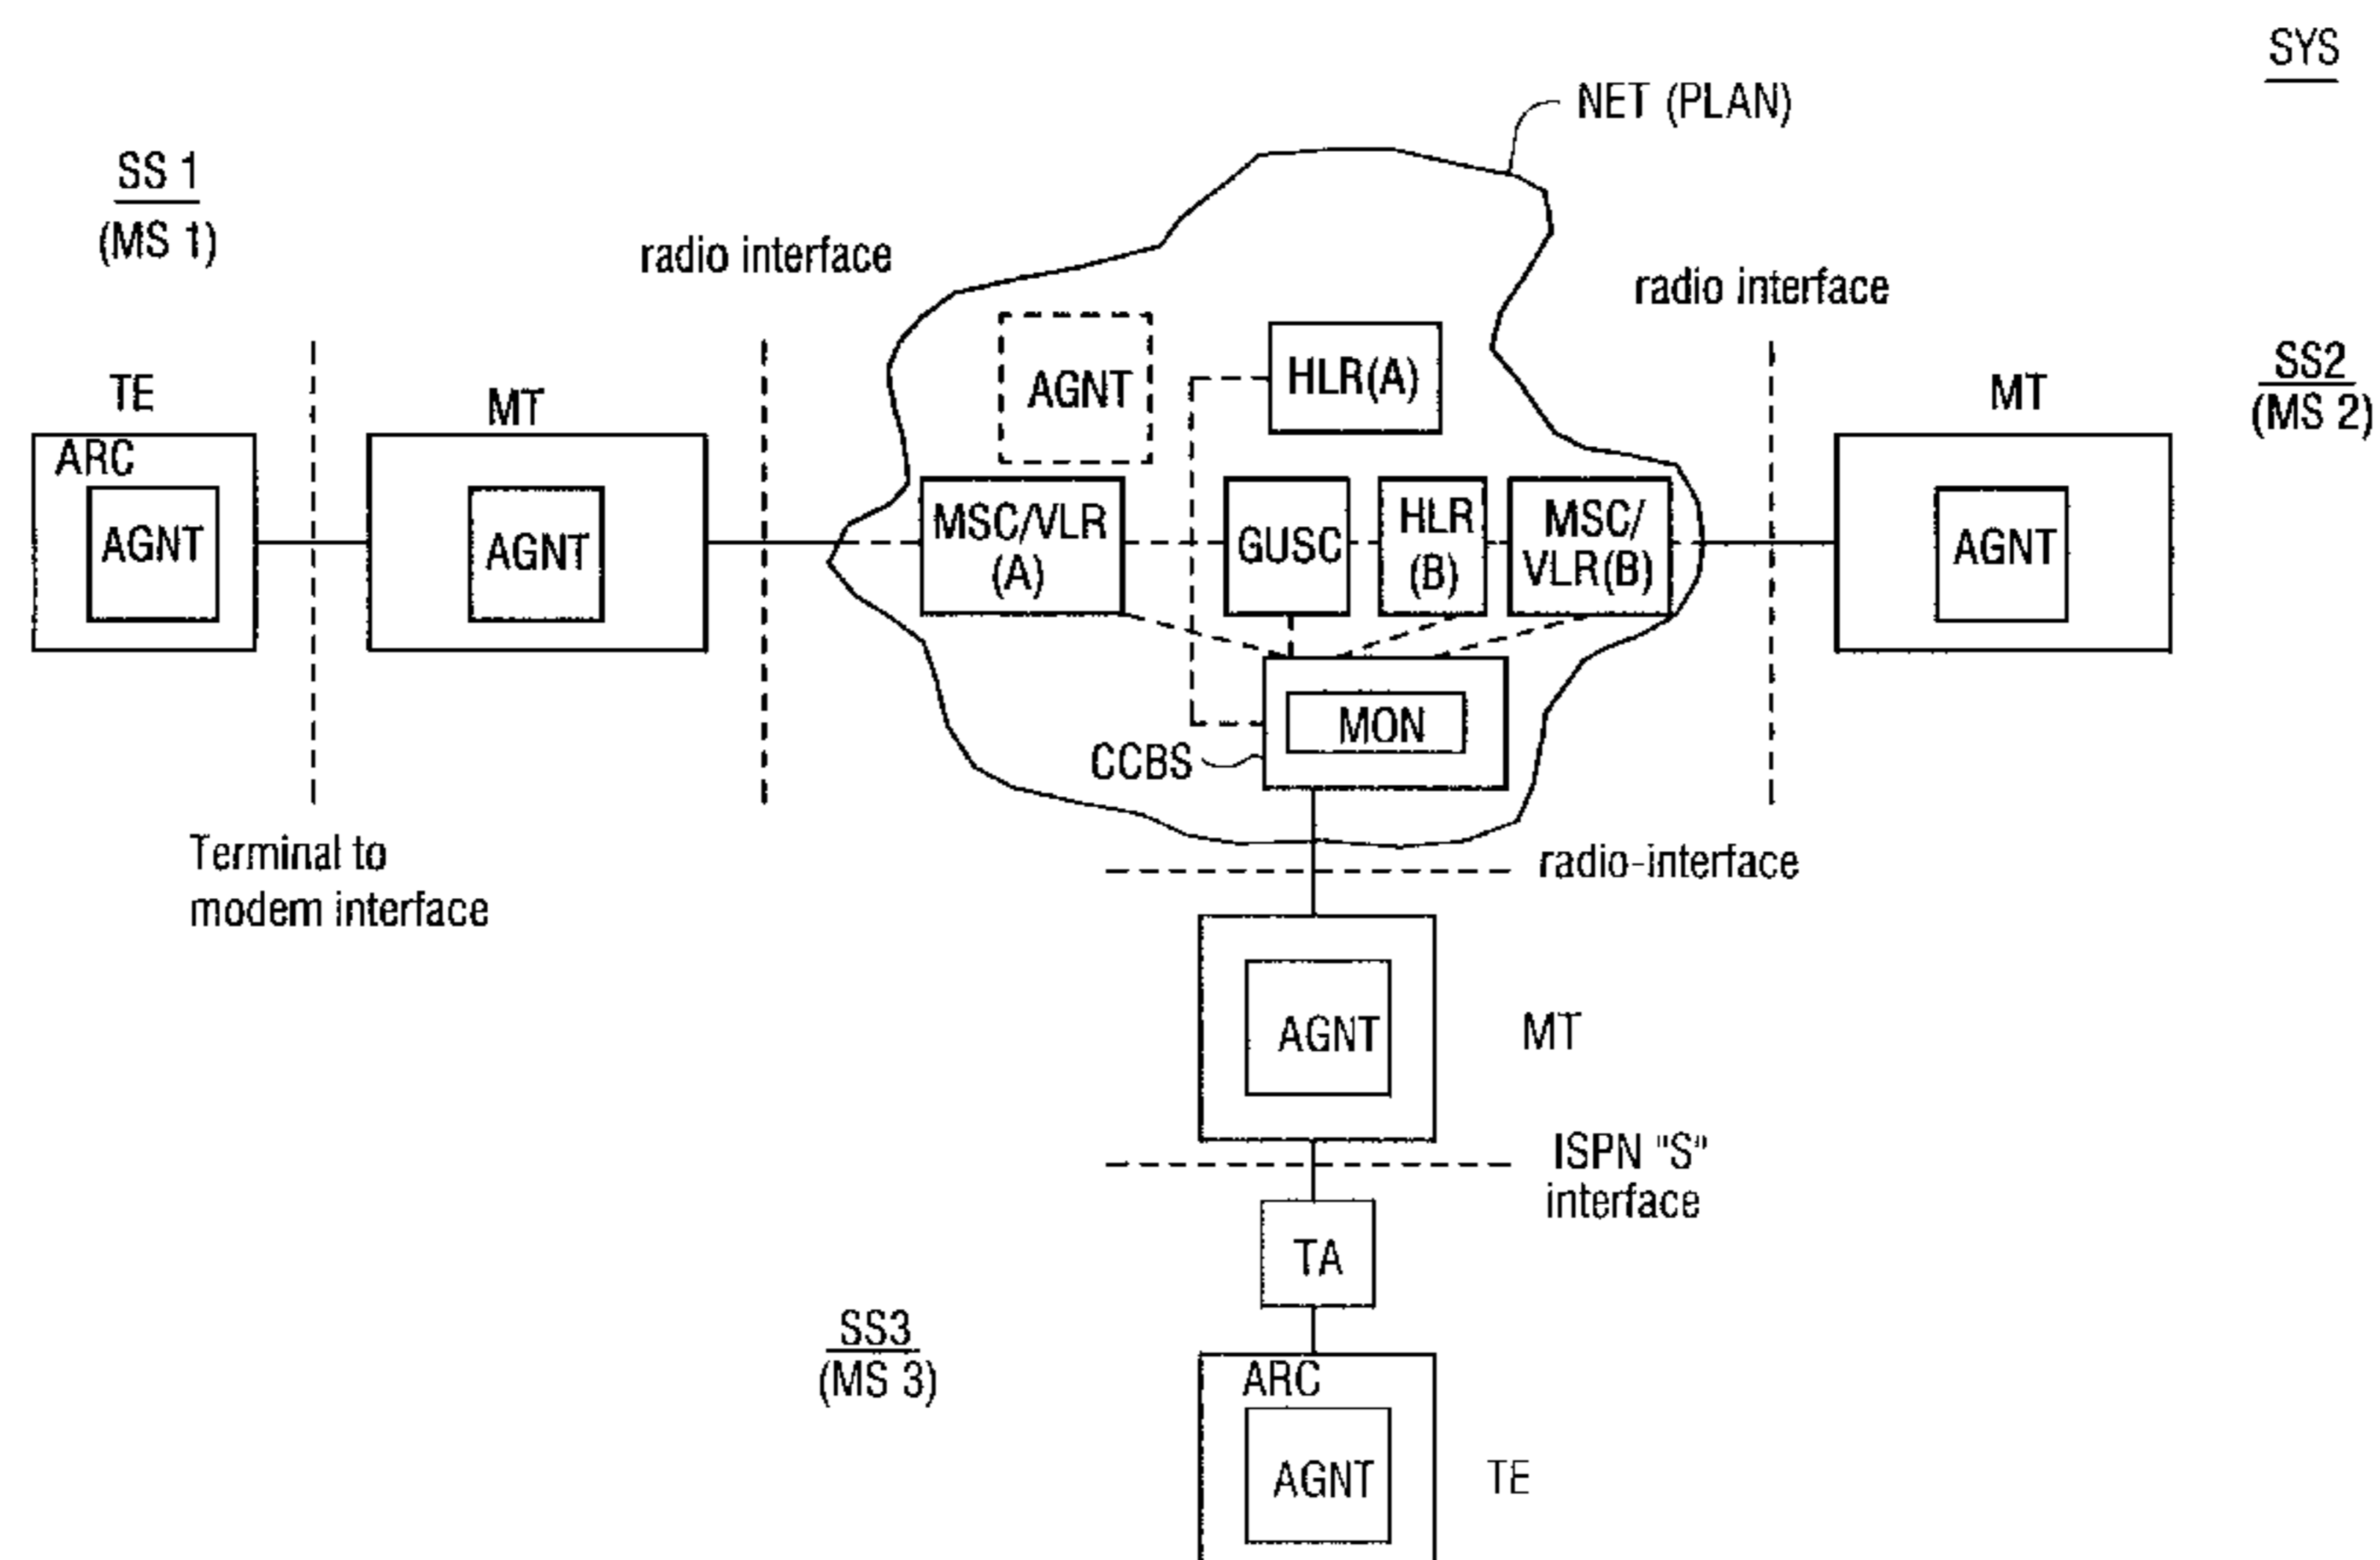 SYS
NET (PLAN)
SS 1
(MS 1)
radio interface
radio interface
TE
MT
AGNT
HLR(A)
MT
SS2
(MS 2)
ARC
AGNT
AGNT
MSC/VLR
(A)
GUSC
HLR
(B)
MSC/
VLR(B)
AGNT
MON
CCBS
Terminal to
modem interface
radio-interface
AGNT
MT
ISPN "S"
interface
TA
SS3
(MS 3)
ARC
AGNT
TE